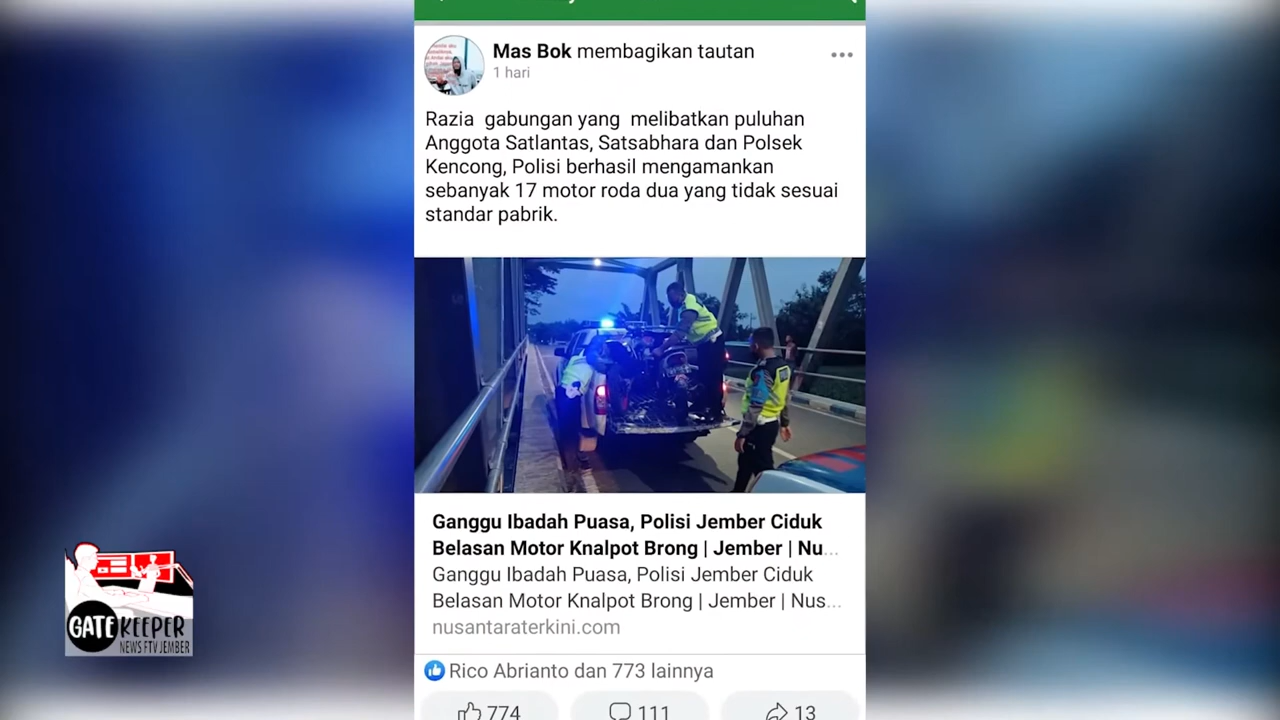 Mas Bok membagikan tautan
1 hari
Razia gabungan yang melibatkan puluhan
Anggota Satlantas, Satsabhara dan Polsek
Kencong, Polisi berhasil mengamankan
sebanyak 17 motor roda dua yang tidak sesuai
standar pabrik.
Ganggu Ibadah Puasa, Polisi Jember Ciduk
Belasan Motor Knalpot Brong | Jember | Nu...
Ganggu Ibadah Puasa, Polisi Jember Ciduk
Belasan Motor Knalpot Brong | Jember | Nus...
nusantaraterkini.com
Rico Abrianto dan 773 lainnya
774 111 13
GATEKEEPER
NEWS FTV JEMBER